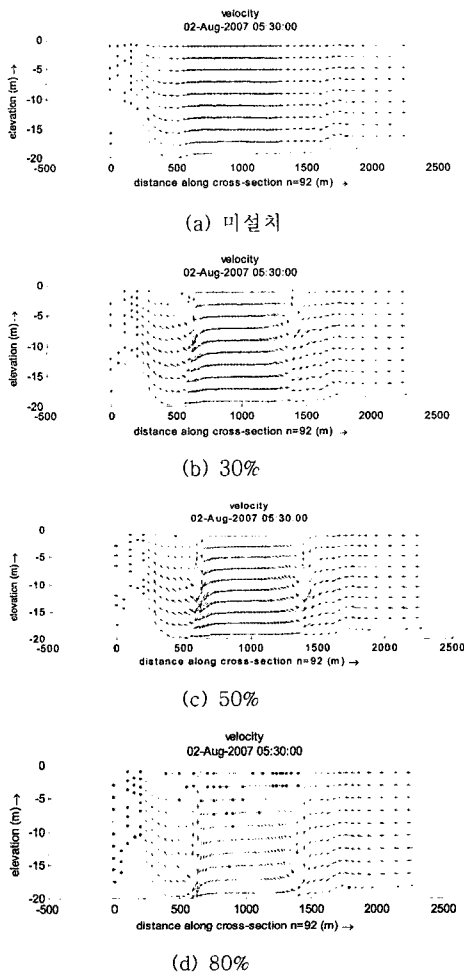 velocity
02-Aug-2007 05:30:00
0
-5
-10
-15
-20
elevation (m) →
-500 0 500 1000 1500 2000 2500
distance along cross-section n=92 (m) →
(a) 미설치
velocity
02-Aug-2007 05:30:00
0
-5
-10
-15
-20
elevation (m) →
-500 0 500 1000 1500 2000 2500
distance along cross-section n=92 (m) →
(b) 30%
velocity
02-Aug-2007 05 30 00
0
-5
-10
-15
-20
elevation (m) →
-500 0 500 1000 1500 2000 2500
distance along cross-section n=92 (m) →
(c) 50%
velocity
02-Aug-2007 05:30:00
0
-5
-10
-15
-20
elevation (m) →
-500 0 500 1000 1500 2000 2500
distance along cross-section n=92 (m) →
(d) 80%